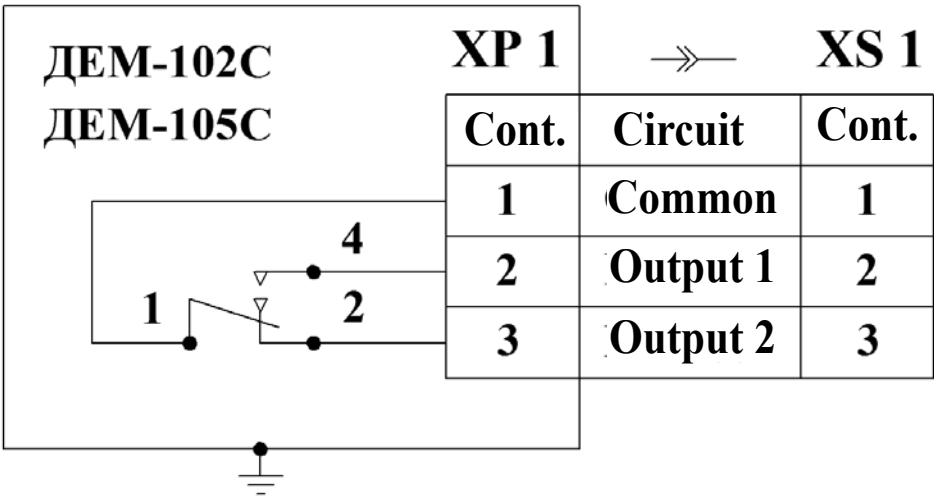 ДЕМ-102С
ДЕМ-105С
XP 1
XS 1
Cont. Circuit Cont.
1 Common 1
2 Output 1 2
3 Output 2 3
4
1
2